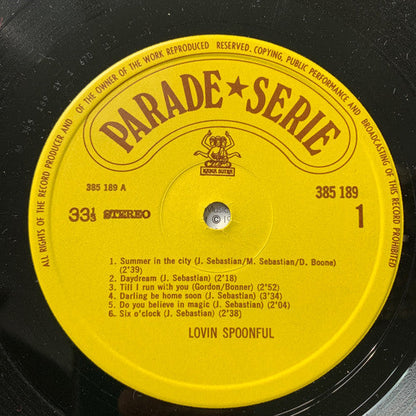 ALL RIGHTS OF THE RECORD PRODUCER AND OF THE OWNER OF THE WORK REPRODUCED RESERVED. COPYING, PUBLIC PERFORMANCE AND BROADCASTING OF THIS RECORD PROHIBITED
PARADE★SERIE
KAMA SUTRA
385 189 A
385 189
33⅓ STEREO
1
1. Summer in the city (J. Sebastian/M. Sebastian/D. Boone)
(2'39)
2. Daydream (J. Sebastian) (2'18)
3. Till I run with you (Gordon/Bonner) (2'52)
4. Darling be home soon (J. Sebastian) (3'34)
5. Do you believe in magic (J. Sebastian) (2'04)
6. Six o'clock (J. Sebastian) (2'38)
LOVIN SPOONFUL